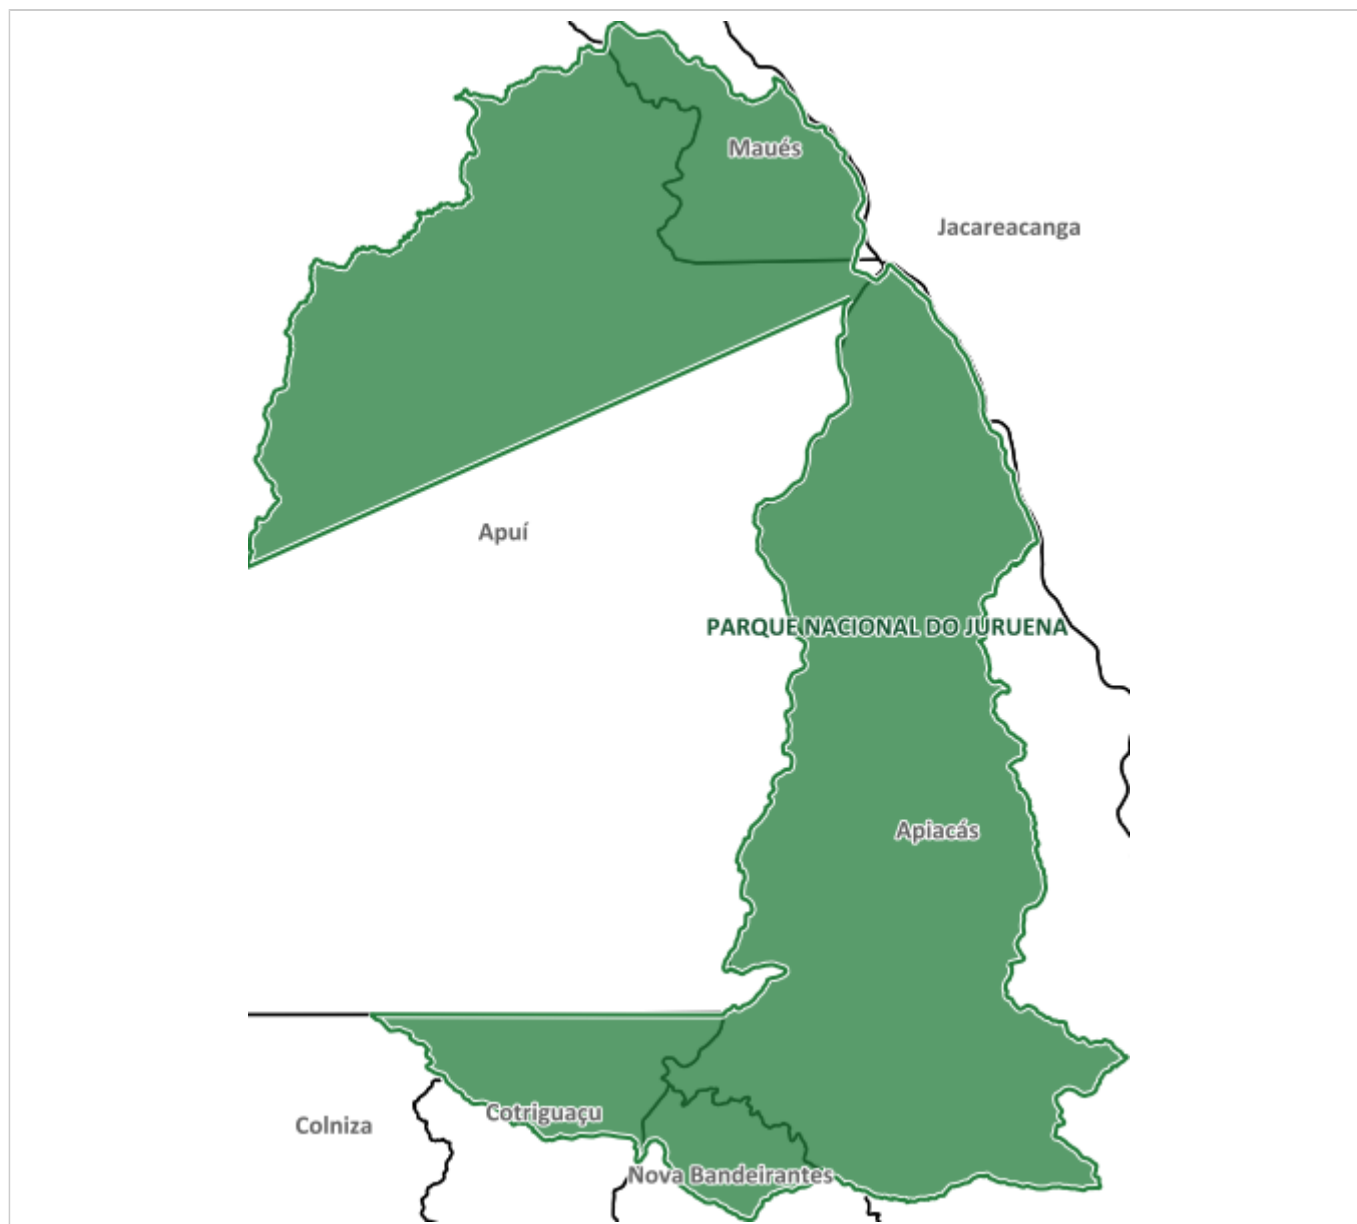 Maués
Jacareacanga
Apuí
PARQUE NACIONAL DO JURUENA
Apiacás
Cotriguaçu
Colniza
Nova Bandeirantes